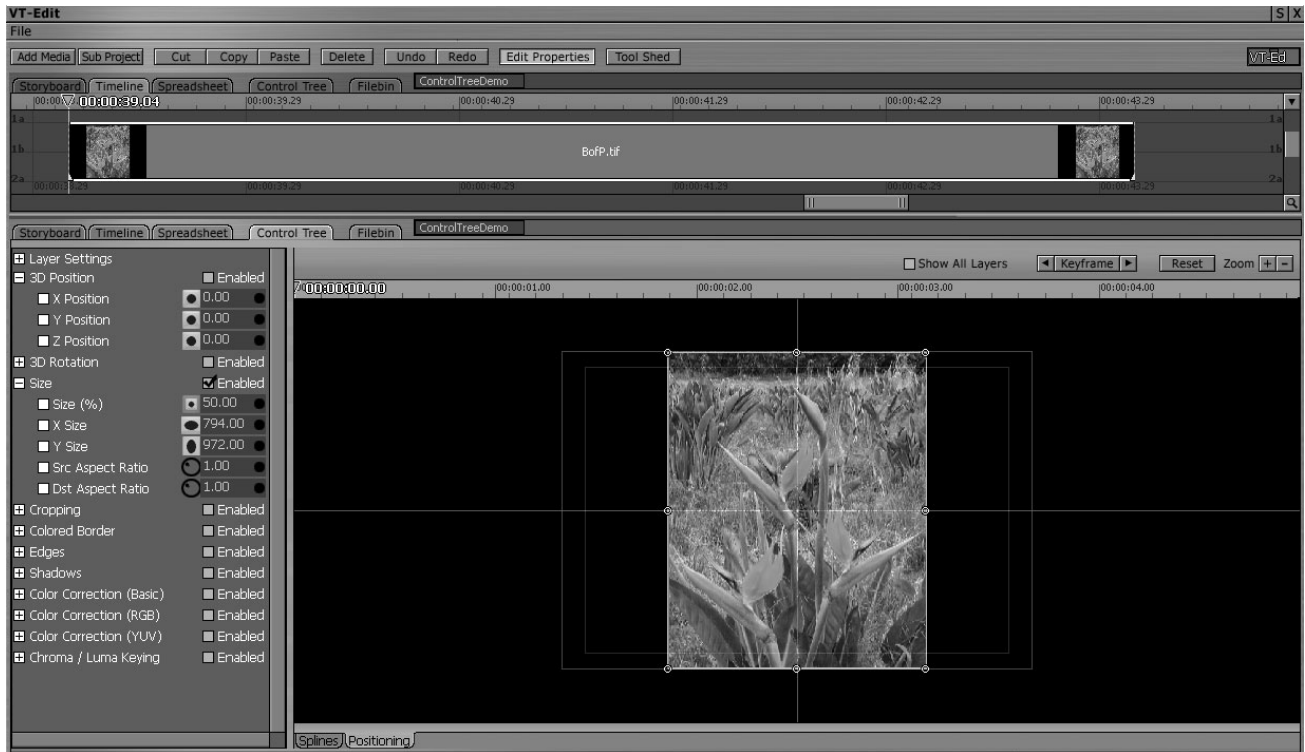 VT-Edit S X
File
Add Media Sub Project Cut Copy Paste Delete Undo Redo Edit Properties Tool Shed VT-Ed
Storyboard Timeline Spreadsheet Control Tree Filebin ControlTreeDemo
00:00:39.04 00:00:39.29 00:00:40.29 00:00:41.29 00:00:42.29 00:00:43.29
1a 1a
1b BofP.tif 1b
2a 00:00:38.29 00:00:39.29 00:00:40.29 00:00:41.29 00:00:42.29 00:00:43.29 2a
Storyboard Timeline Spreadsheet Control Tree Filebin ControlTreeDemo
Layer Settings
Show All Layers Keyframe Reset Zoom + -
3D Position Enabled
00:00:00.00 00:00:01.00 00:00:02.00 00:00:03.00 00:00:04.00
X Position 0.00
Y Position 0.00
Z Position 0.00
3D Rotation Enabled
Size Enabled
Size (%) 50.00
X Size 794.00
Y Size 972.00
Src Aspect Ratio 1.00
Dst Aspect Ratio 1.00
Cropping Enabled
Colored Border Enabled
Edges Enabled
Shadows Enabled
Color Correction (Basic) Enabled
Color Correction (RGB) Enabled
Color Correction (YUV) Enabled
Chroma / Luma Keying Enabled
Splines Positioning